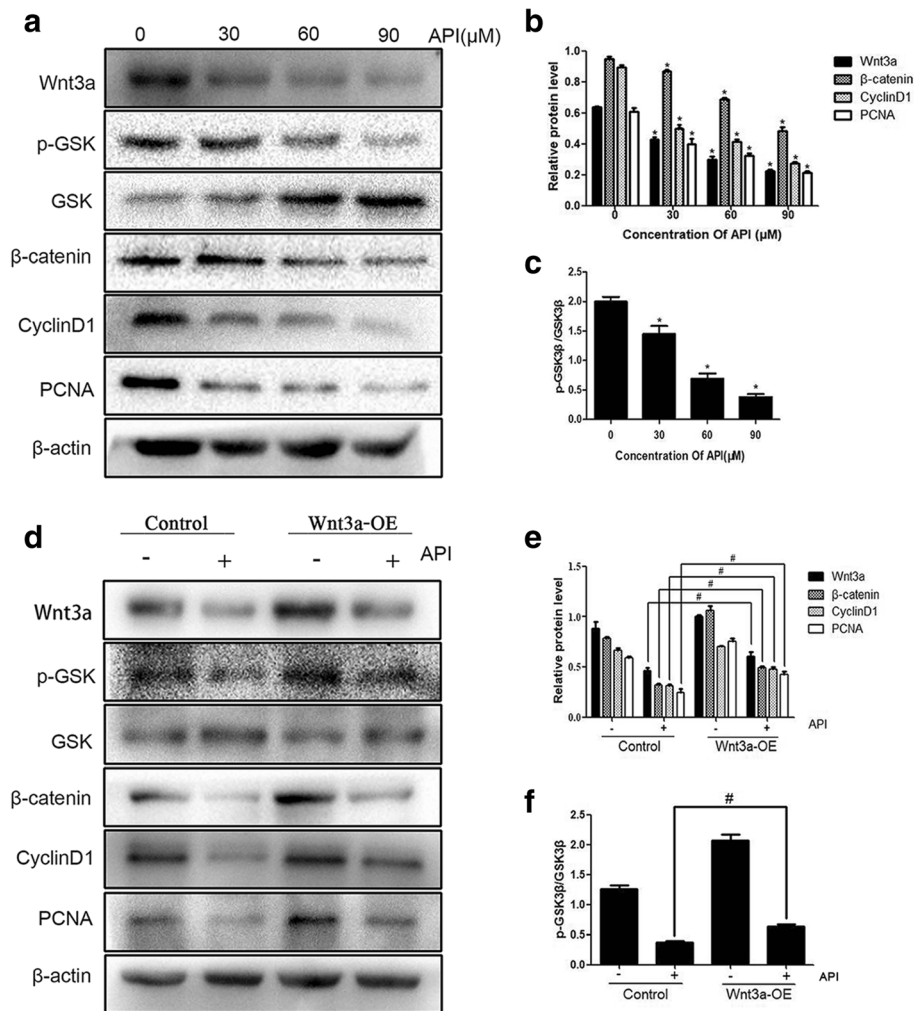 a
0 30 60 90 API(μM)
Wnt3a
p-GSK
GSK
β-catenin
CyclinD1
PCNA
β-actin
b
Relative protein level
1.0
0.8
0.6
0.4
0.2
0.0
* * * *
* * * *
* * * *
0 30 60 90
Concentration Of API (μM)
Wnt3a
β-catenin
CyclinD1
PCNA
c
p-GSK3β /GSK3β
2.5
2.0
1.5
1.0
0.5
0.0
* * *
0 30 60 90
Concentration Of API(μM)
d
Control Wnt3a-OE
- + - + API
Wnt3a
p-GSK
GSK
β-catenin
CyclinD1
PCNA
β-actin
e
Relative protein level
1.5
1.0
0.5
0.0
#
#
#
#
- + - + API
Control Wnt3a-OE
Wnt3a
β-catenin
CyclinD1
PCNA
f
p-GSK3β/GSK3β
2.5
2.0
1.5
1.0
0.5
0.0
#
- + - + API
Control Wnt3a-OE